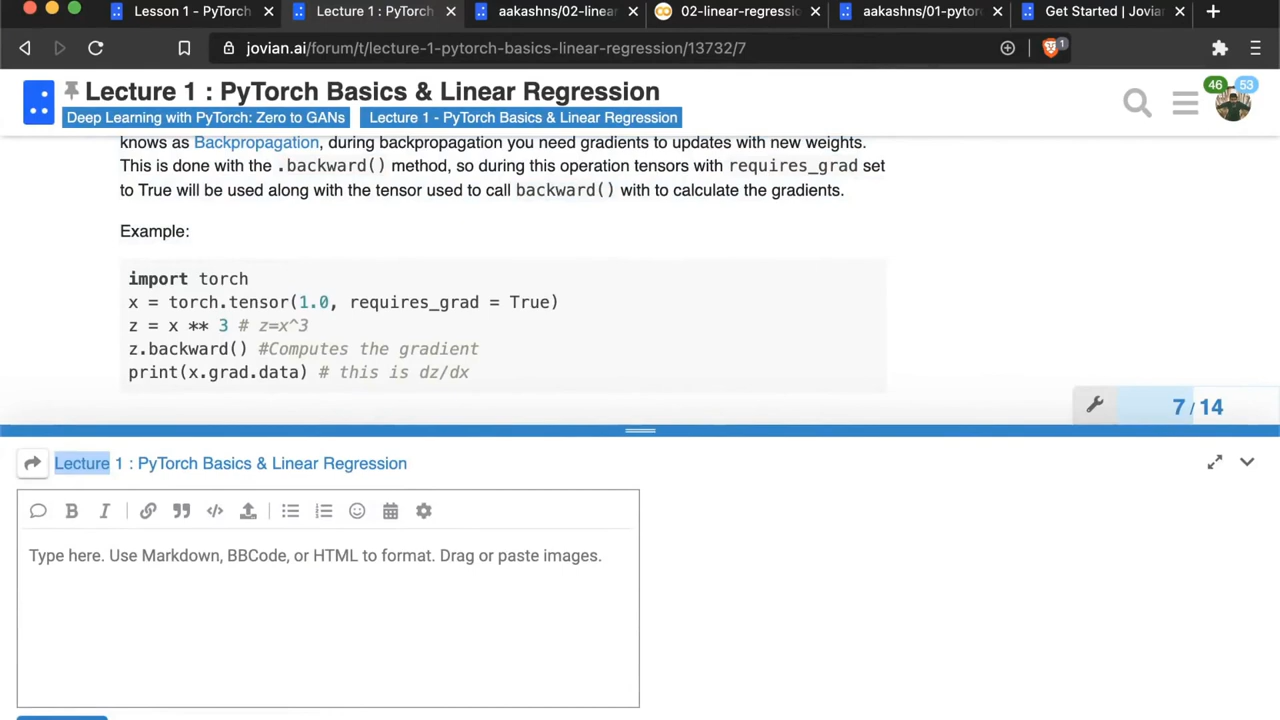 Lesson 1 - PyTorch
Lecture 1 : PyTorch
aakashns/02-linea
02-linear-regressio
aakashns/01-pytor
Get Started | Jovia
jovian.ai/forum/t/lecture-1-pytorch-basics-linear-regression/13732/7
1
Lecture 1 : PyTorch Basics & Linear Regression
46
53
Deep Learning with PyTorch: Zero to GANs
Lecture 1 - PyTorch Basics & Linear Regression
knows as Backpropagation, during backpropagation you need gradients to updates with new weights.
This is done with the .backward() method, so during this operation tensors with requires_grad set
to True will be used along with the tensor used to call backward() with to calculate the gradients.
Example:
import torch
x = torch.tensor(1.0, requires_grad = True)
z = x ** 3 # z=x^3
z.backward() #Computes the gradient
print(x.grad.data) # this is dz/dx
7 / 14
Lecture 1 : PyTorch Basics & Linear Regression
B I
Type here. Use Markdown, BBCode, or HTML to format. Drag or paste images.